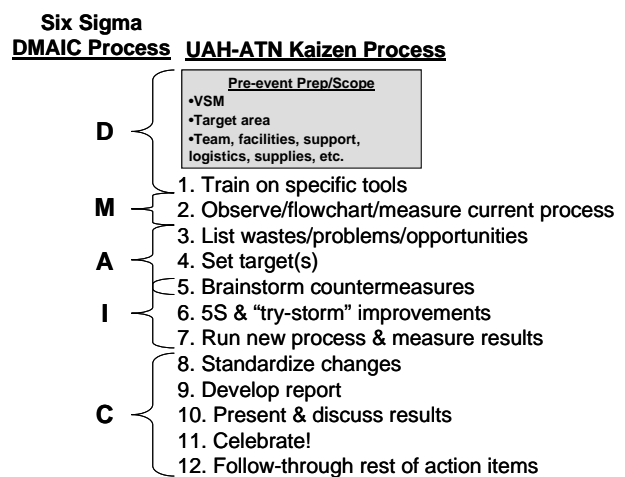 Six Sigma
DMAIC Process UAH-ATN Kaizen Process
Pre-event Prep/Scope
•VSM
•Target area
•Team, facilities, support,
logistics, supplies, etc.
D
1. Train on specific tools
M
2. Observe/flowchart/measure current process
3. List wastes/problems/opportunities
A
4. Set target(s)
5. Brainstorm countermeasures
I
6. 5S & “try-storm” improvements
7. Run new process & measure results
8. Standardize changes
9. Develop report
C
10. Present & discuss results
11. Celebrate!
12. Follow-through rest of action items